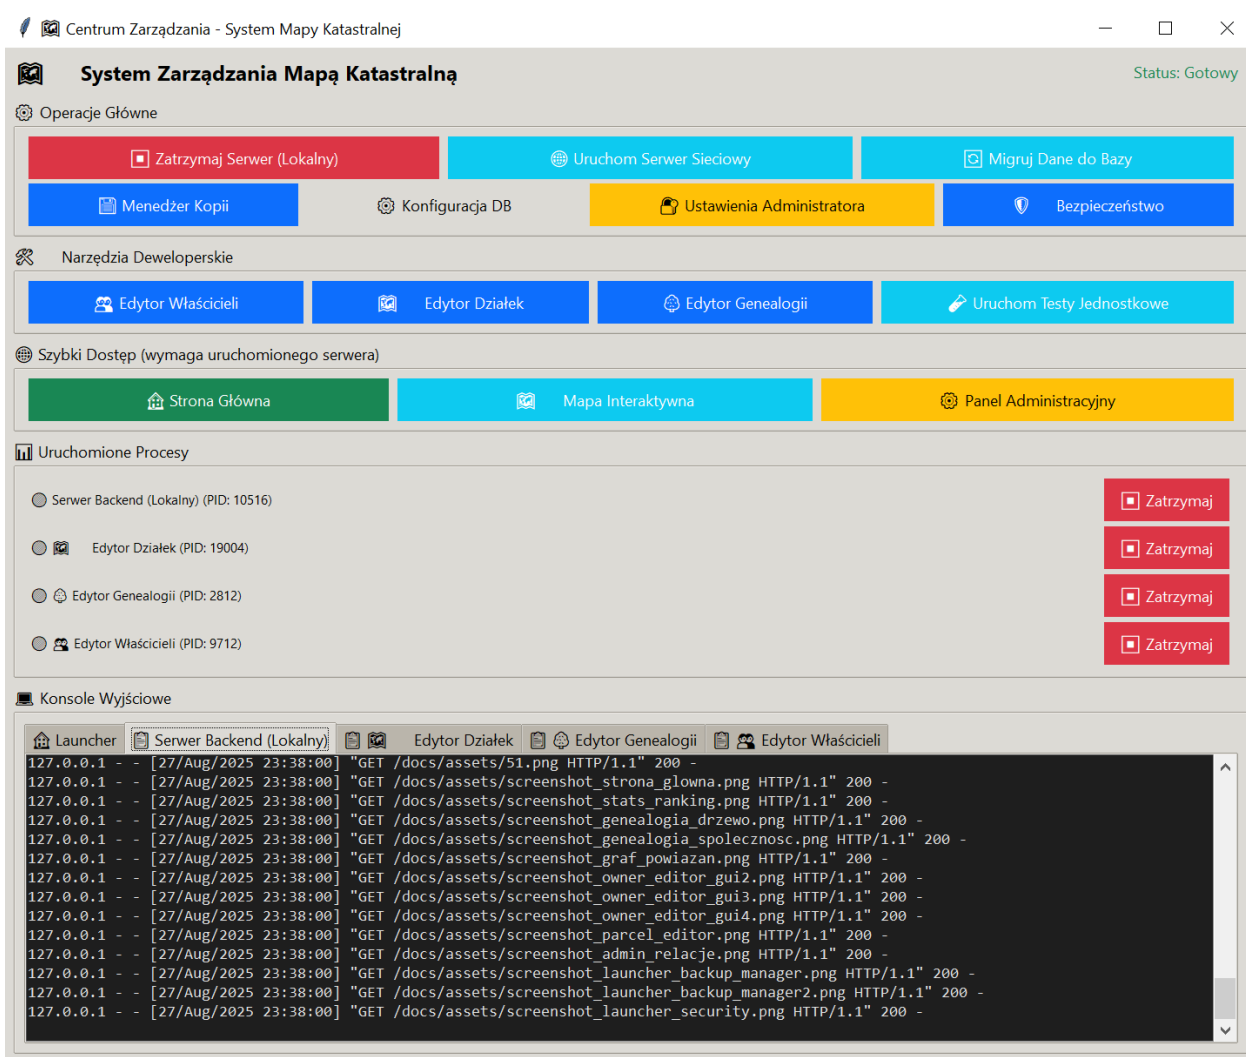 Centrum Zarządzania - System Mapy Katastralnej
System Zarządzania Mapą Katastralną
Status: Gotowy
Operacje Główne
Zatrzymaj Serwer (Lokalny)
Uruchom Serwer Sieciowy
Migruj Dane do Bazy
Menedżer Kopii
Konfiguracja DB
Ustawienia Administratora
Bezpieczeństwo
Narzędzia Deweloperskie
Edytor Właścicieli
Edytor Działek
Edytor Genealogii
Uruchom Testy Jednostkowe
Szybki Dostęp (wymaga uruchomionego serwera)
Strona Główna
Mapa Interaktywna
Panel Administracyjny
Uruchomione Procesy
Serwer Backend (Lokalny) (PID: 10516)
Zatrzymaj
Edytor Działek (PID: 19004)
Zatrzymaj
Edytor Genealogii (PID: 2812)
Zatrzymaj
Edytor Właścicieli (PID: 9712)
Zatrzymaj
Konsole Wyjściowe
Launcher
Serwer Backend (Lokalny)
Edytor Działek
Edytor Genealogii
Edytor Właścicieli
127.0.0.1 - - [27/Aug/2025 23:38:00] "GET /docs/assets/51.png HTTP/1.1" 200 -
127.0.0.1 - - [27/Aug/2025 23:38:00] "GET /docs/assets/screenshot_strona_glowna.png HTTP/1.1" 200 -
127.0.0.1 - - [27/Aug/2025 23:38:00] "GET /docs/assets/screenshot_stats_ranking.png HTTP/1.1" 200 -
127.0.0.1 - - [27/Aug/2025 23:38:00] "GET /docs/assets/screenshot_genealogia_drzewo.png HTTP/1.1" 200 -
127.0.0.1 - - [27/Aug/2025 23:38:00] "GET /docs/assets/screenshot_genealogia_spolecznosc.png HTTP/1.1" 200 -
127.0.0.1 - - [27/Aug/2025 23:38:00] "GET /docs/assets/screenshot_graf_powiazan.png HTTP/1.1" 200 -
127.0.0.1 - - [27/Aug/2025 23:38:00] "GET /docs/assets/screenshot_owner_editor_gui2.png HTTP/1.1" 200 -
127.0.0.1 - - [27/Aug/2025 23:38:00] "GET /docs/assets/screenshot_owner_editor_gui3.png HTTP/1.1" 200 -
127.0.0.1 - - [27/Aug/2025 23:38:00] "GET /docs/assets/screenshot_owner_editor_gui4.png HTTP/1.1" 200 -
127.0.0.1 - - [27/Aug/2025 23:38:00] "GET /docs/assets/screenshot_parcel_editor.png HTTP/1.1" 200 -
127.0.0.1 - - [27/Aug/2025 23:38:00] "GET /docs/assets/screenshot_admin_relacje.png HTTP/1.1" 200 -
127.0.0.1 - - [27/Aug/2025 23:38:00] "GET /docs/assets/screenshot_launcher_backup_manager.png HTTP/1.1" 200 -
127.0.0.1 - - [27/Aug/2025 23:38:00] "GET /docs/assets/screenshot_launcher_backup_manager2.png HTTP/1.1" 200 -
127.0.0.1 - - [27/Aug/2025 23:38:00] "GET /docs/assets/screenshot_launcher_security.png HTTP/1.1" 200 -